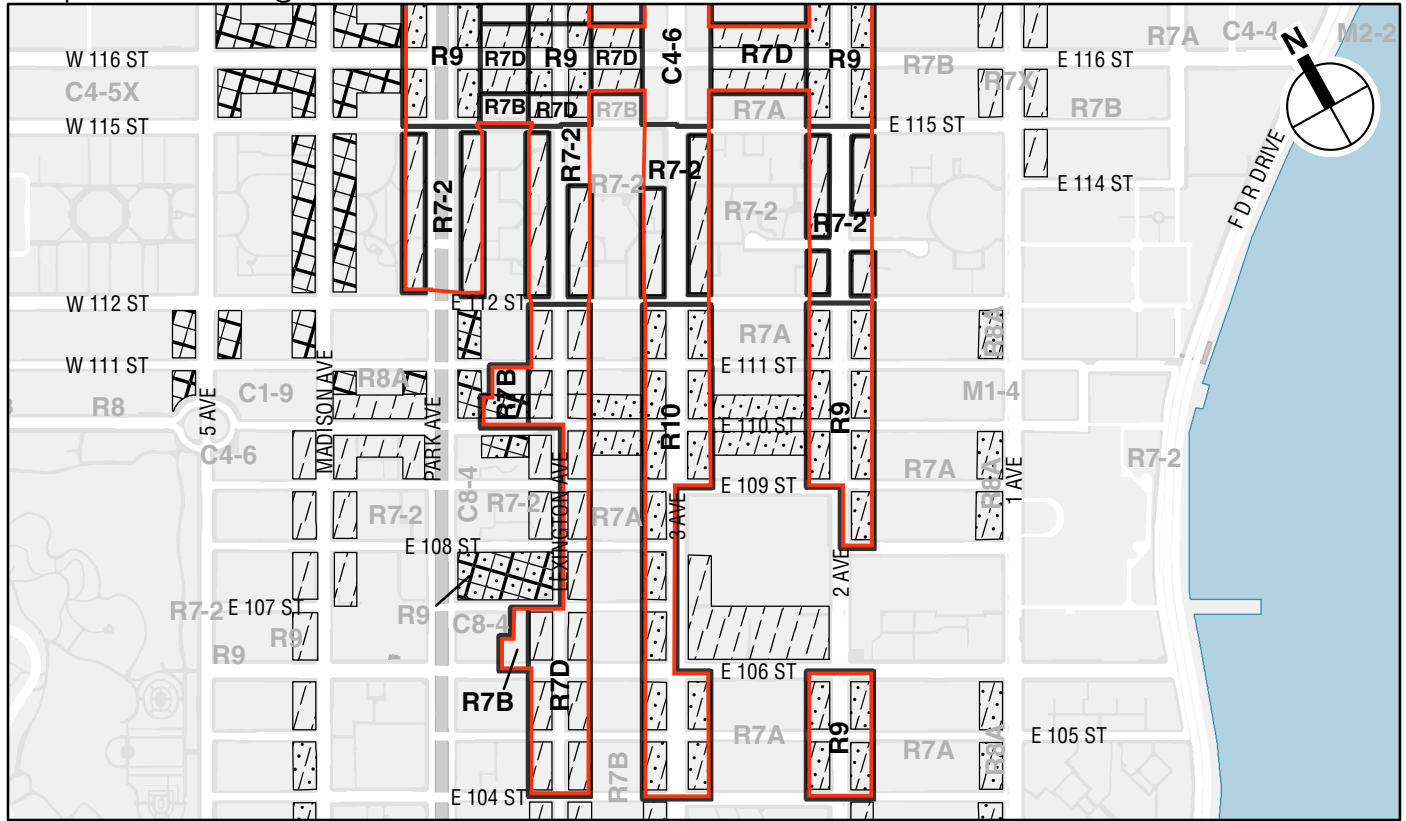 C4-6
R7A
C4-4
M2-2
N
W 116 ST
R9
R7D
R9
R7D
R7D
R9
R7B
E 116 ST
C4-5X
R7X
R7B
R7B
R7D
R7B
R7A
W 115 ST
E 115 ST
R7-2
R7-2
R7-2
R7-2
R7-2
R7-2
E 114 ST
FDR DRIVE
W 112 ST
E 112 ST
R7A
R8A
W 111 ST
E 111 ST
R8
5 AVE
C1-9
MADISON AVE
R8A
PARK AVE
R7B
R10
E 110 ST
R9
M1-4
C4-6
C8-4
R7-2
LEXINGTON AVE
R7A
3 AVE
E 109 ST
R7A
R8A
1 AVE
R7-2
R7-2
E 108 ST
2 AVE
R7-2
E 107 ST
R9
R9
R9
C8-4
R7B
R7D
E 106 ST
R7B
R7A
R9
R7A
R8A
E 105 ST
E 104 ST